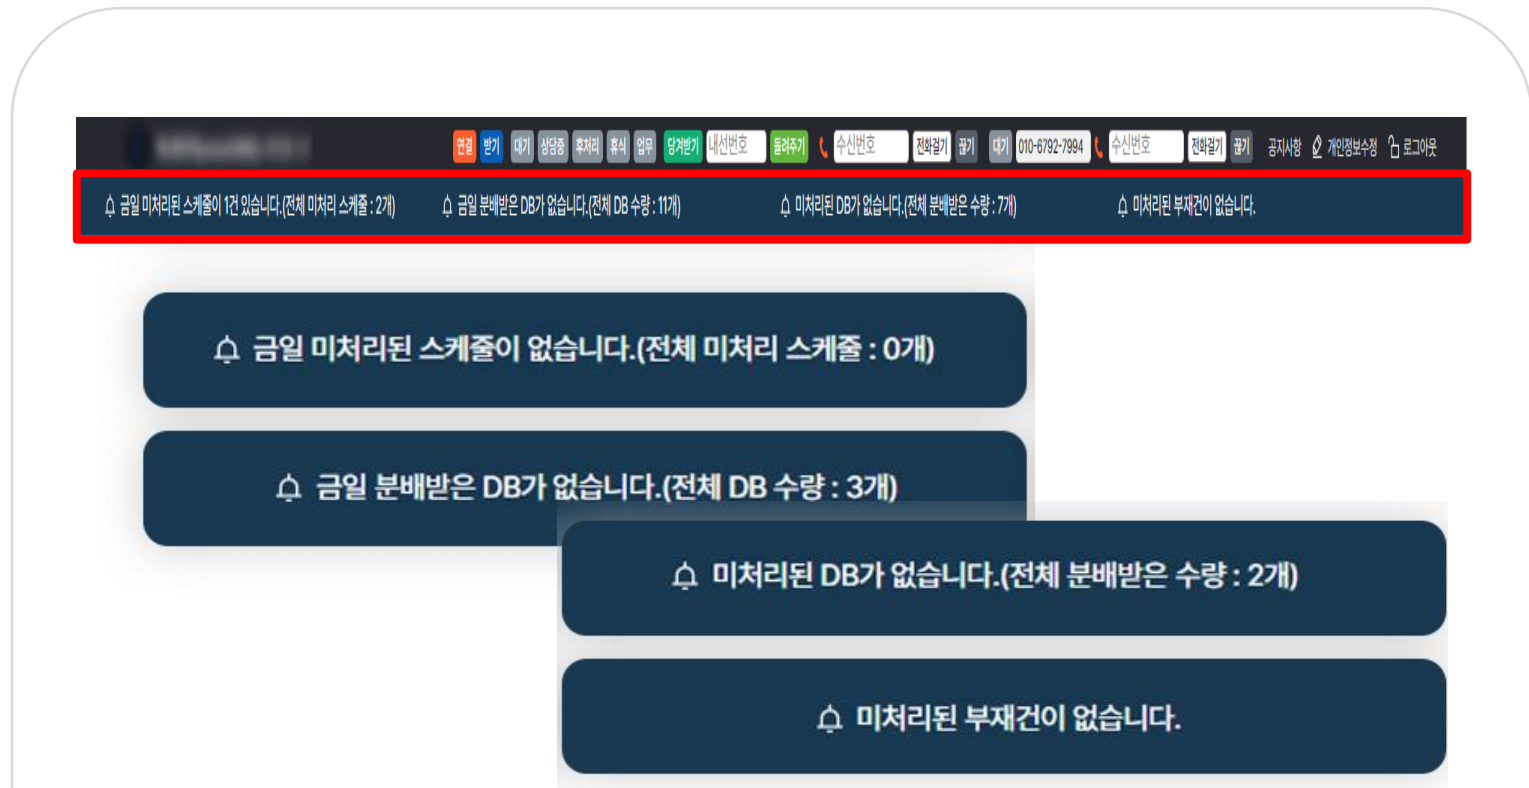 연결 받기 대기 상담중 후처리 휴식 업무 당겨받기 내선번호 돌려주기 수신번호 전화걸기 끊기 대기 010-6792-7994 수신번호 전화걸기 끊기 공지사항 개인정보수정 로그아웃
금일 미처리된 스케줄이 1건 있습니다.(전체 미처리 스케줄 : 2개) 금일 분배받은 DB가 없습니다.(전체 DB 수량 : 11개) 미처리된 DB가 없습니다.(전체 분배받은 수량 : 7개) 미처리된 부재건이 없습니다.
금일 미처리된 스케줄이 없습니다.(전체 미처리 스케줄 : 0개)
금일 분배받은 DB가 없습니다.(전체 DB 수량 : 3개)
미처리된 DB가 없습니다.(전체 분배받은 수량 : 2개)
미처리된 부재건이 없습니다.